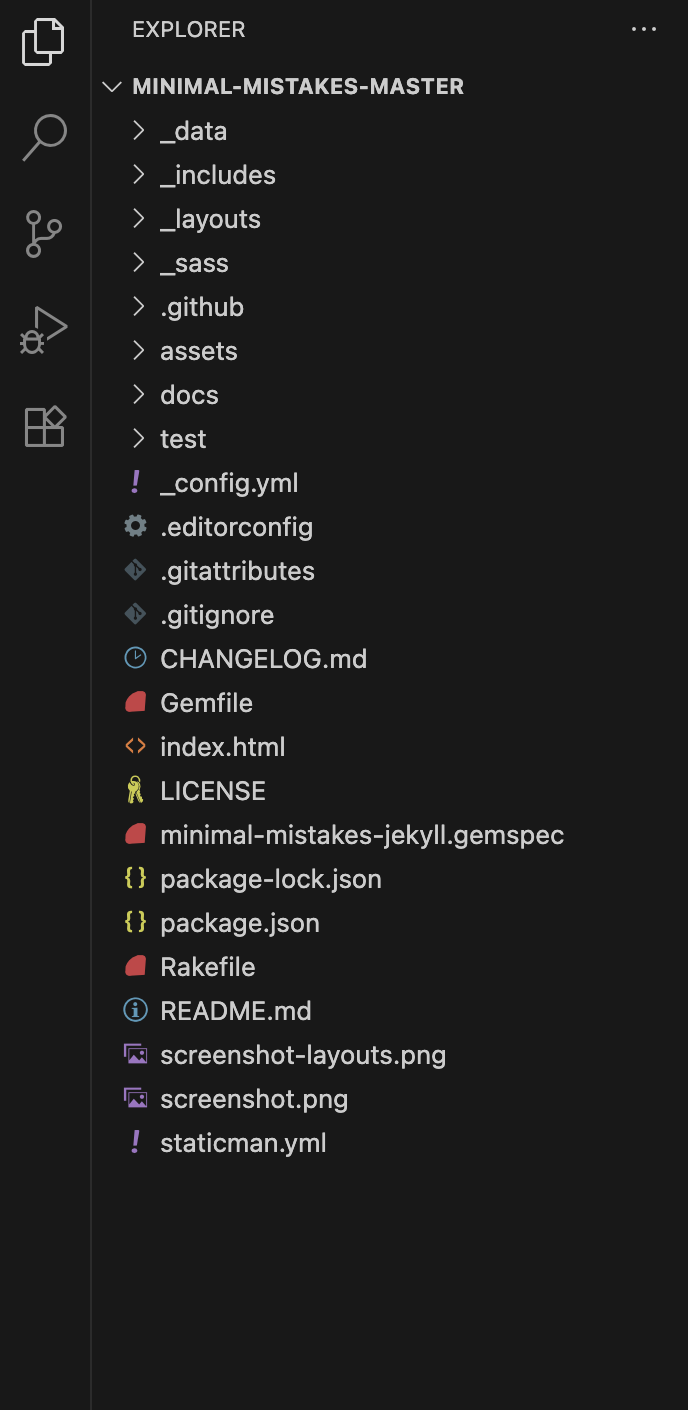 EXPLORER
MINIMAL-MISTAKES-MASTER
_data
_includes
_layouts
_sass
.github
assets
docs
test
_config.yml
.editorconfig
.gitattributes
.gitignore
CHANGELOG.md
Gemfile
index.html
LICENSE
minimal-mistakes-jekyll.gemspec
package-lock.json
package.json
Rakefile
README.md
screenshot-layouts.png
screenshot.png
staticman.yml